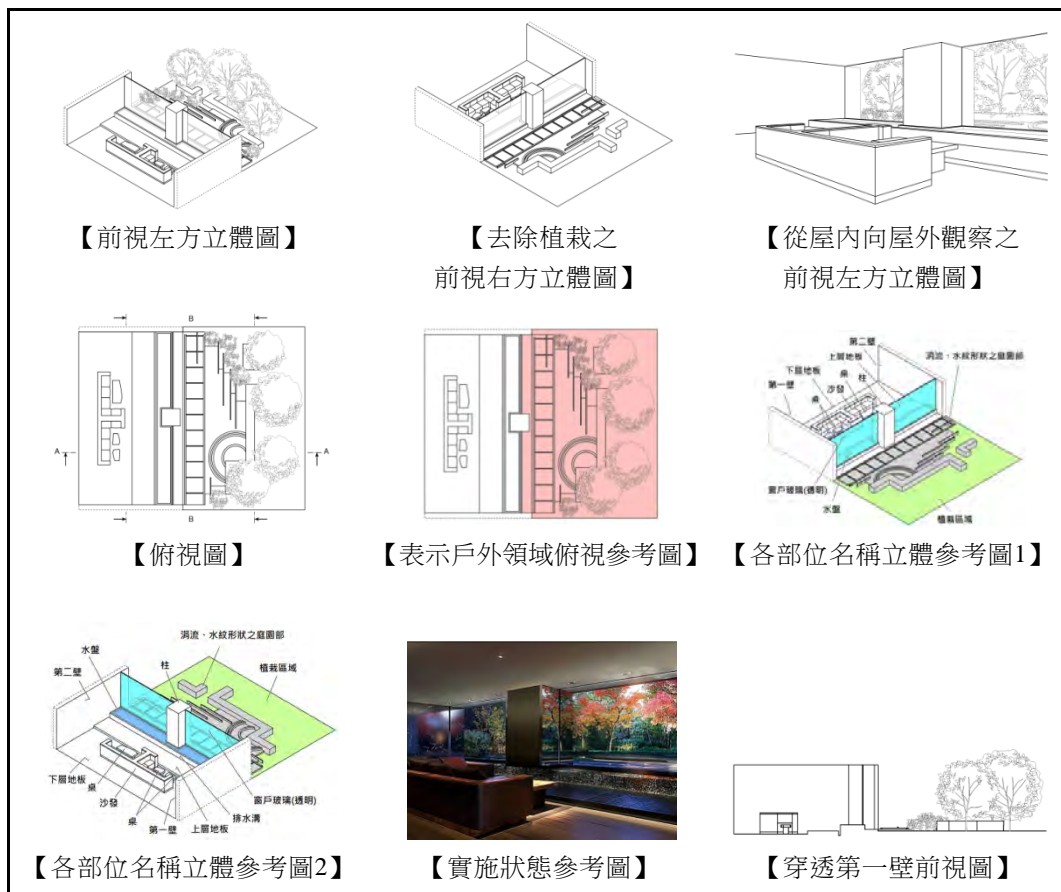 【前視左方立體圖】
【去除植栽之
前視右方立體圖】
【從屋內向屋外觀察之
前視左方立體圖】
B
A
A
B
【俯視圖】
【表示戶外領域俯視參考圖】
第二壁
上層地板
渦流・水紋形狀之庭園部
下層地板
桌
柱
沙發
第一壁
桌
窗戶玻璃(透明)
水盤
植栽區域
【各部位名稱立體參考圖1】
渦流・水紋形狀之庭園部
水盤
柱
植栽區域
第二壁
下層地板
桌
沙發
桌
第一壁
上層地板
排水溝
窗戶玻璃(透明)
【各部位名稱立體參考圖2】
【實施狀態參考圖】
【穿透第一壁前視圖】